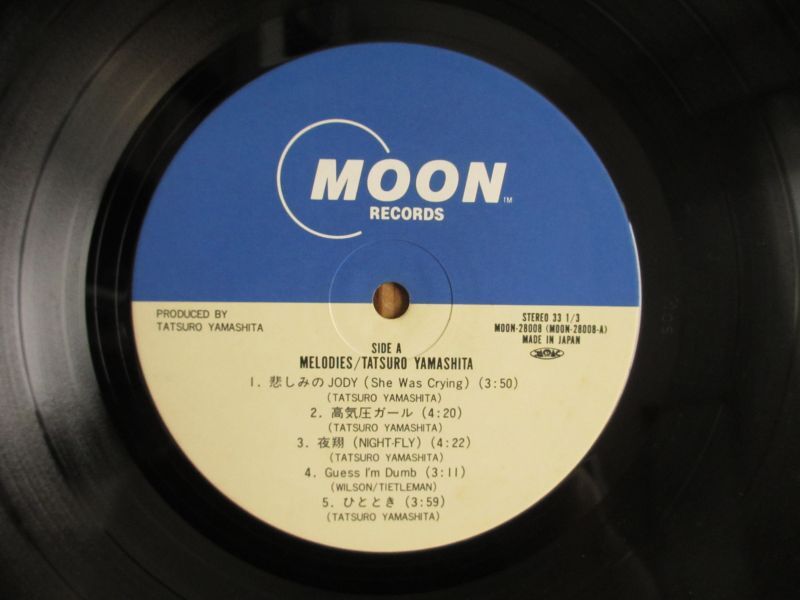 MOON™
RECORDS
PRODUCED BY
TATSURO YAMASHITA
STEREO 33 1/3
MOON-28008 (MOON-28008-A)
MADE IN JAPAN
SIDE A
MELODIES/TATSURO YAMASHITA
1. 悲しみのJODY (She Was Crying) (3:50)
(TATSURO YAMASHITA)
2. 高気圧ガール (4:20)
(TATSURO YAMASHITA)
3. 夜翔 (NIGHT-FLY) (4:22)
(TATSURO YAMASHITA)
4. Guess I'm Dumb (3:11)
(WILSON/TIETLEMAN)
5. ひととき (3:59)
(TATSURO YAMASHITA)